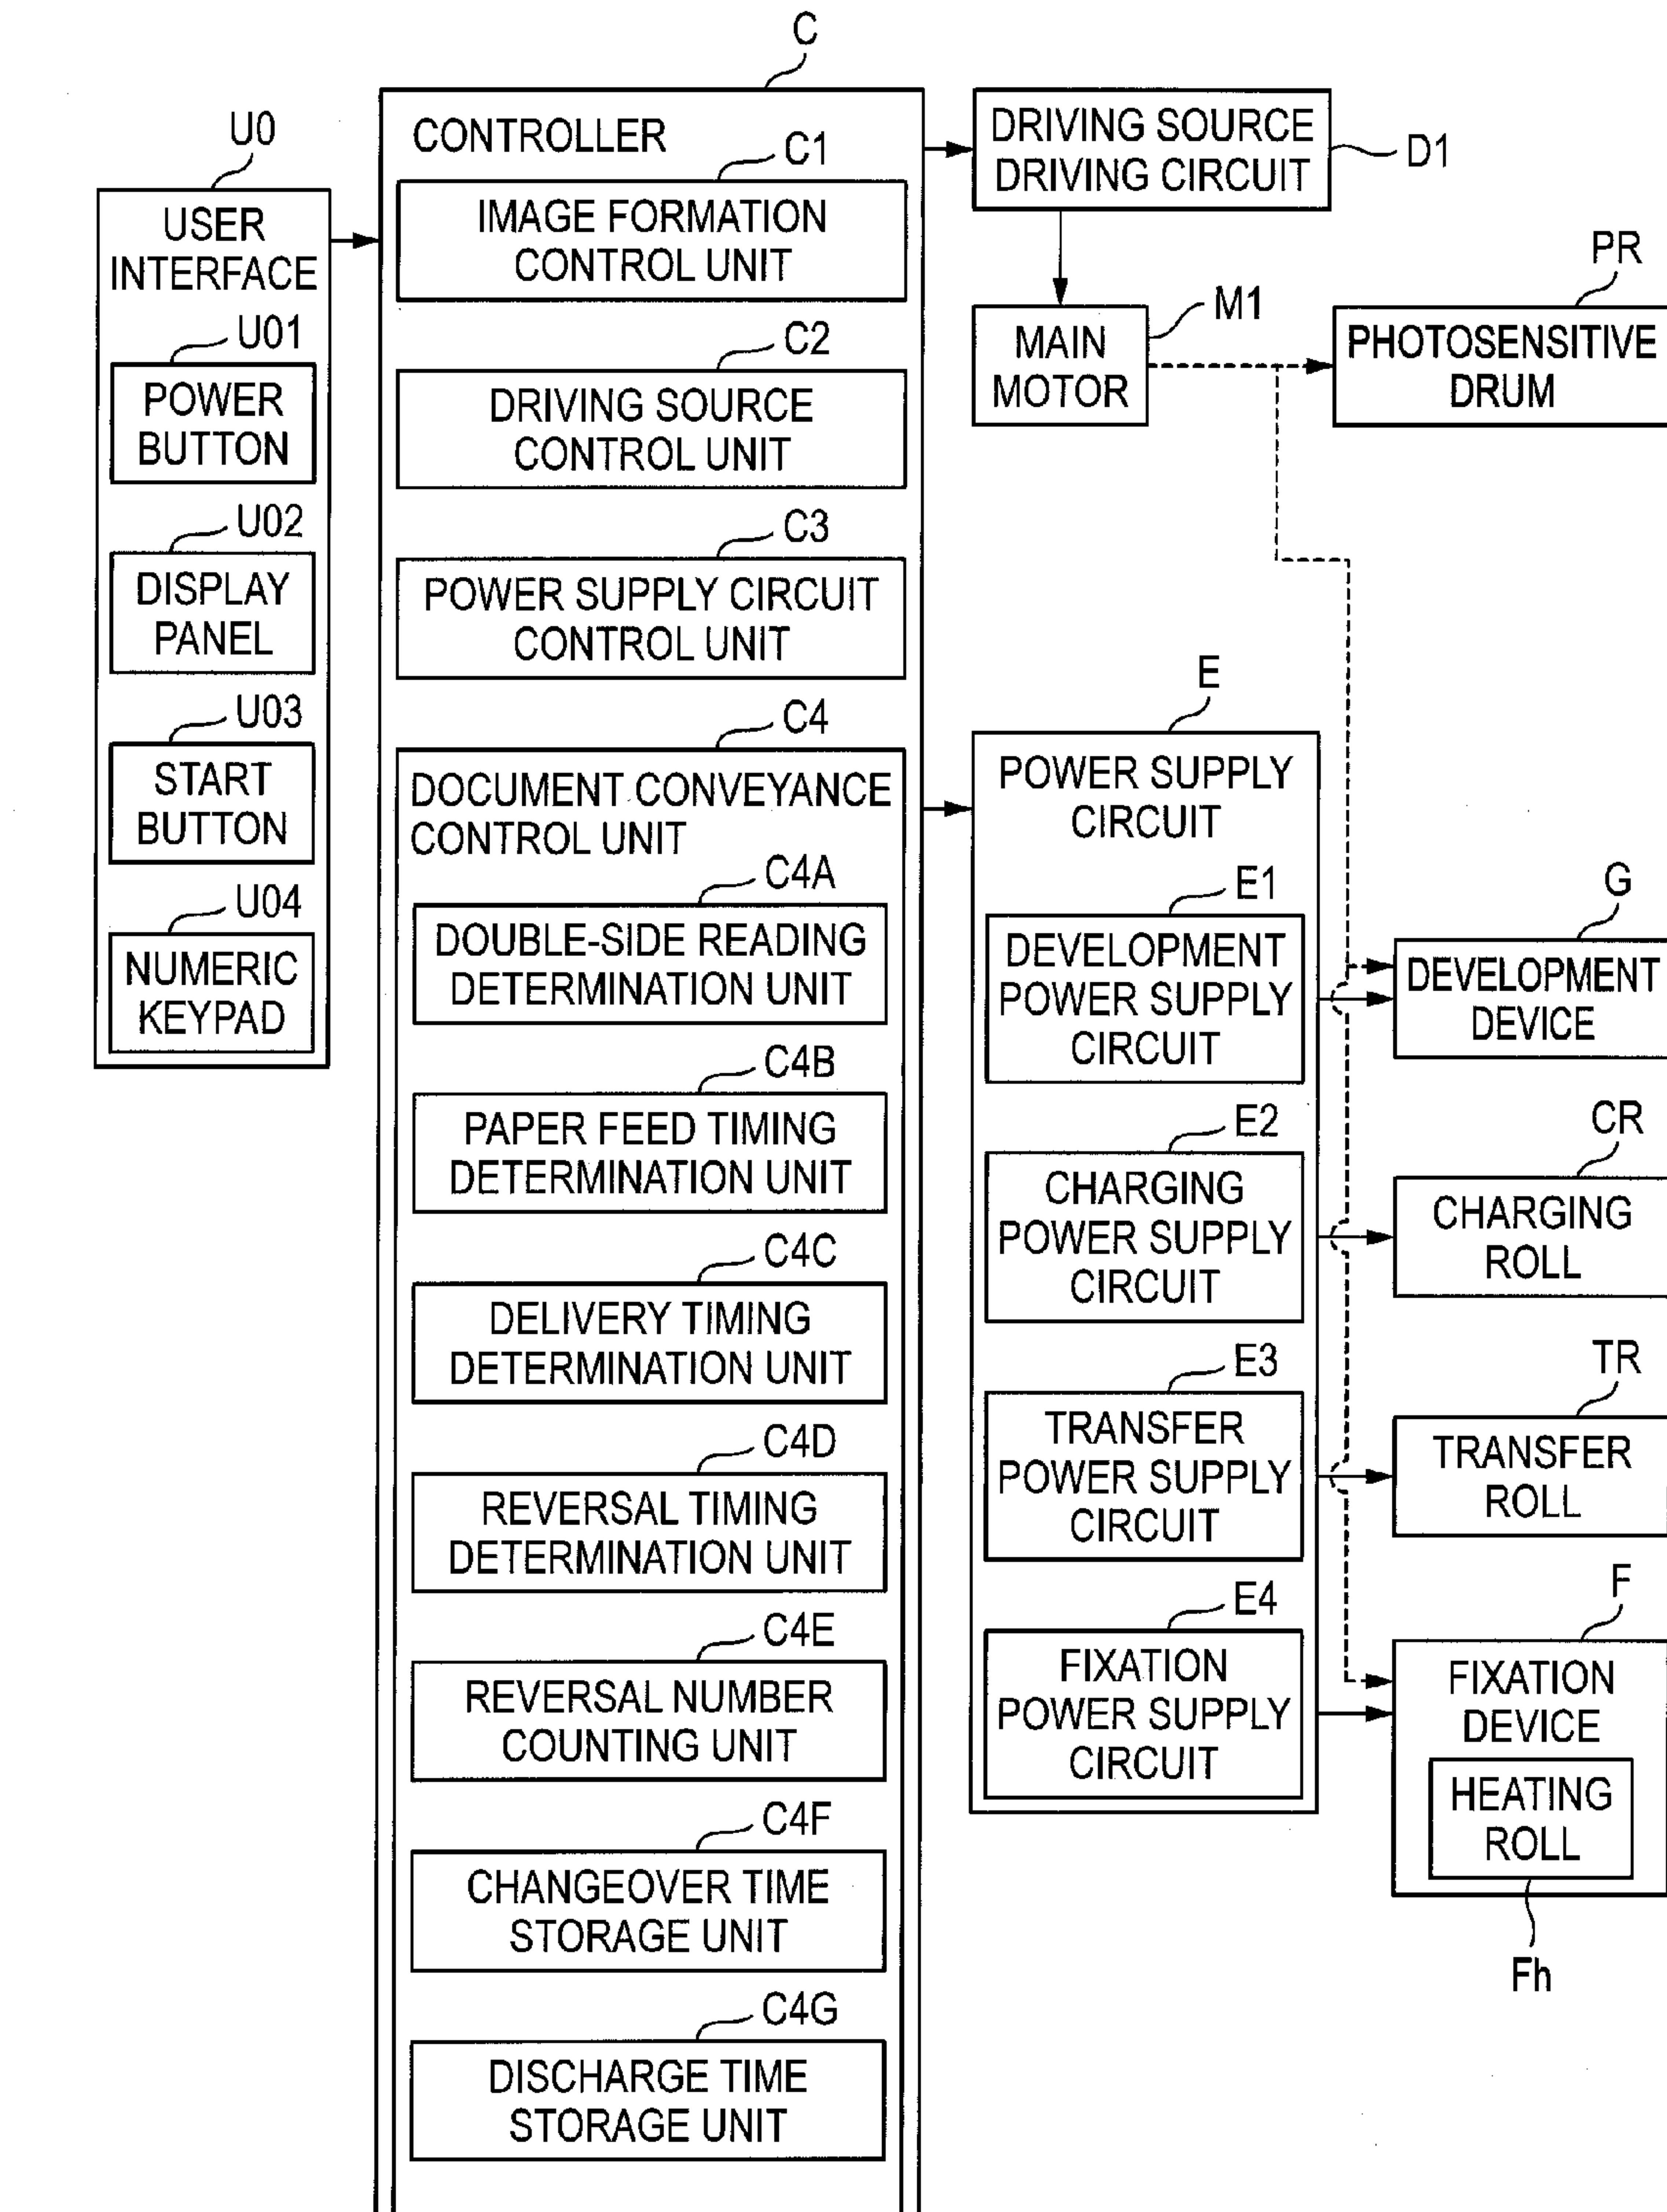 C
U0
USER
INTERFACE
U01
POWER
BUTTON
U02
DISPLAY
PANEL
U03
START
BUTTON
U04
NUMERIC
KEYPAD
CONTROLLER
C1
IMAGE FORMATION
CONTROL UNIT
C2
DRIVING SOURCE
CONTROL UNIT
C3
POWER SUPPLY CIRCUIT
CONTROL UNIT
C4
DOCUMENT CONVEYANCE
CONTROL UNIT
C4A
DOUBLE-SIDE READING
DETERMINATION UNIT
C4B
PAPER FEED TIMING
DETERMINATION UNIT
C4C
DELIVERY TIMING
DETERMINATION UNIT
C4D
REVERSAL TIMING
DETERMINATION UNIT
C4E
REVERSAL NUMBER
COUNTING UNIT
C4F
CHANGEOVER TIME
STORAGE UNIT
C4G
DISCHARGE TIME
STORAGE UNIT
DRIVING SOURCE
DRIVING CIRCUIT
D1
M1
MAIN
MOTOR
PR
PHOTOSENSITIVE
DRUM
E
POWER SUPPLY
CIRCUIT
E1
DEVELOPMENT
POWER SUPPLY
CIRCUIT
E2
CHARGING
POWER SUPPLY
CIRCUIT
E3
TRANSFER
POWER SUPPLY
CIRCUIT
E4
FIXATION
POWER SUPPLY
CIRCUIT
G
DEVELOPMENT
DEVICE
CR
CHARGING
ROLL
TR
TRANSFER
ROLL
F
FIXATION
DEVICE
HEATING
ROLL
Fh